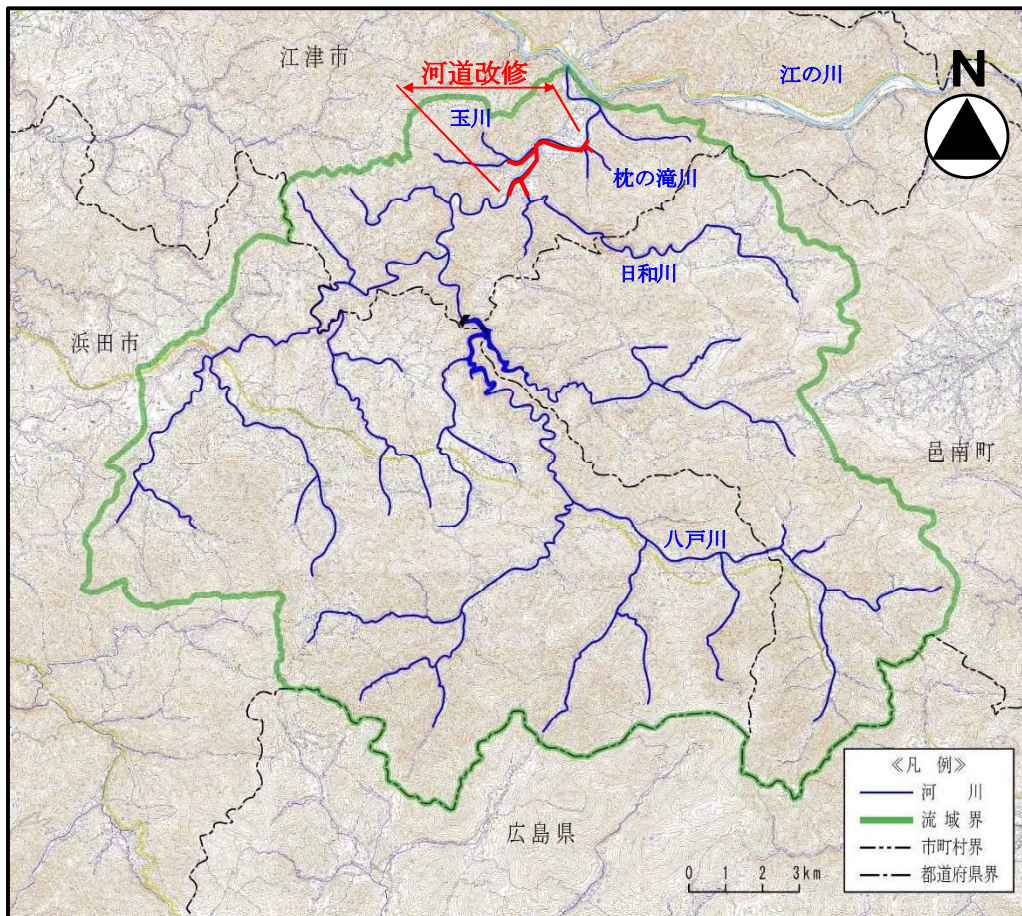 江津市
河道改修
江の川
N
玉川
枕の滝川
日和川
浜田市
邑南町
八戸川
広島県
《凡 例》
河 川
流 域 界
市町村界
都道府県界
0 1 2 3km